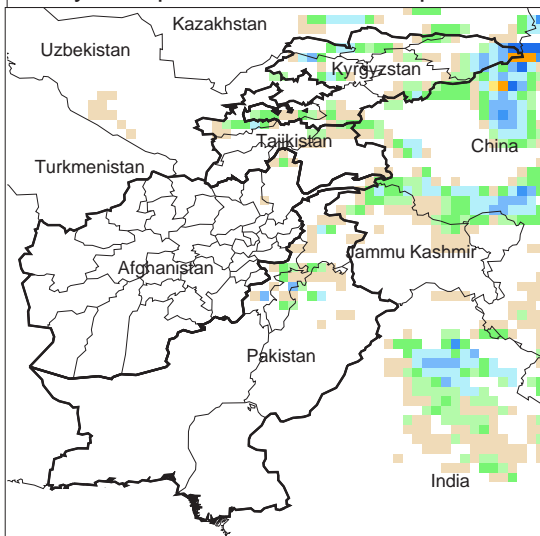 Kazakhstan
Uzbekistan
Kyrgyzstan
Tajikistan
China
Turkmenistan
Jammu Kashmir
Afghanistan
Pakistan
India